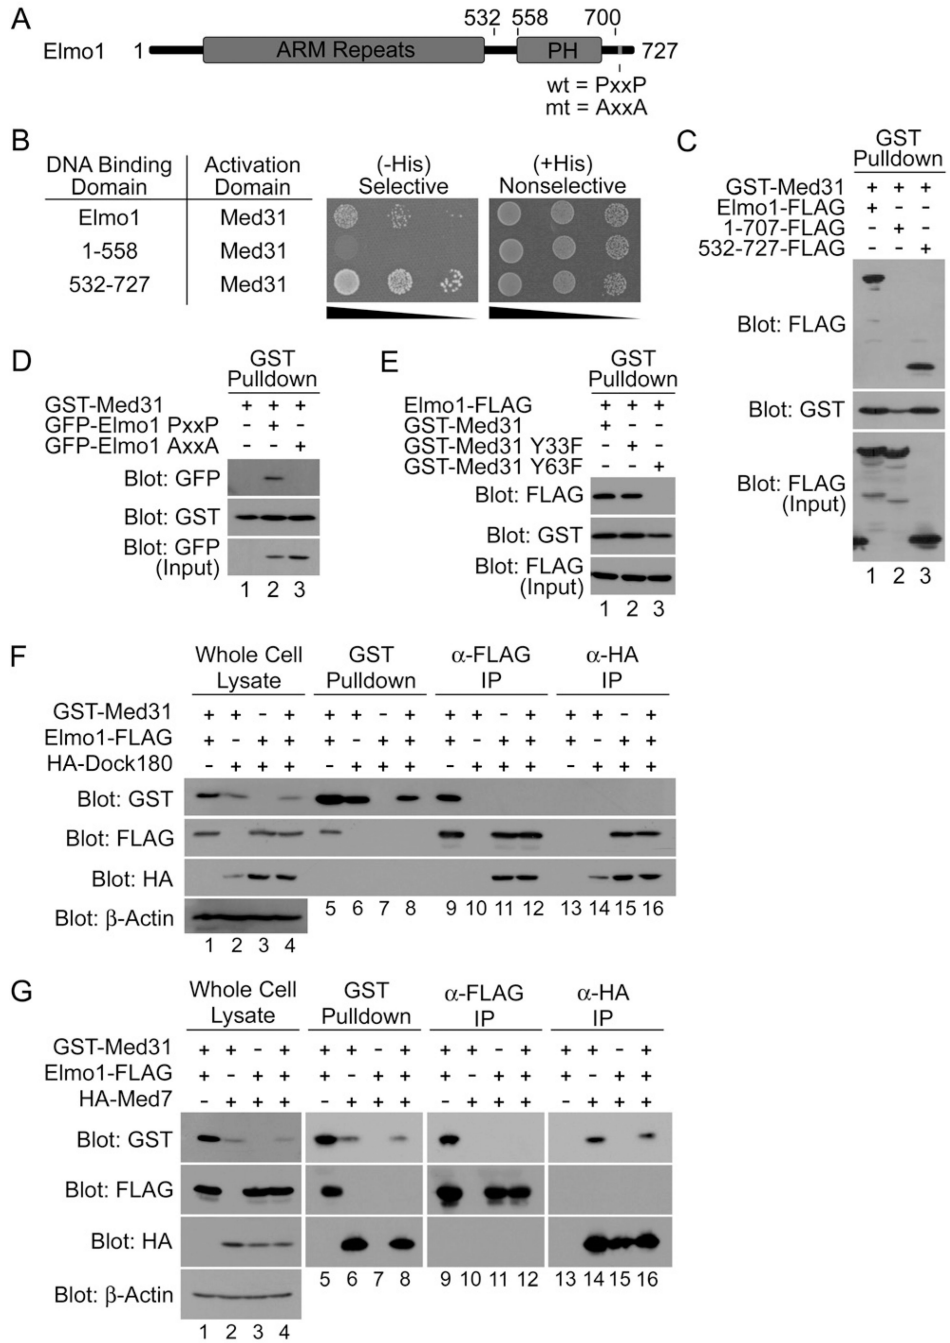 A
532 558 700
Elmo1 1 ARM Repeats PH 727
wt = PxxP
mt = AxxA
B
DNA Binding Domain Activation Domain (-His) Selective (+His) Nonselective
Elmo1 Med31
1-558 Med31
532-727 Med31
C
GST
Pulldown
GST-Med31 + + +
Elmo1-FLAG + - -
1-707-FLAG - + -
532-727-FLAG - - +
Blot: FLAG
Blot: GST
Blot: FLAG
(Input)
1 2 3
D
GST
Pulldown
GST-Med31 + + +
GFP-Elmo1 PxxP - + -
GFP-Elmo1 AxxA - - +
Blot: GFP
Blot: GST
Blot: GFP
(Input)
1 2 3
E
GST
Pulldown
Elmo1-FLAG + + +
GST-Med31 + - -
GST-Med31 Y33F - + -
GST-Med31 Y63F - - +
Blot: FLAG
Blot: GST
Blot: FLAG
(Input)
1 2 3
F
Whole Cell Lysate GST Pulldown α-FLAG IP α-HA IP
GST-Med31 + + - + + + - + + + - + + + - +
Elmo1-FLAG + - + + + - + + + - + + + - + +
HA-Dock180 - + + + - + + + - + + + - + + +
Blot: GST
Blot: FLAG
Blot: HA
5 6 7 8 9 10 11 12 13 14 15 16
Blot: β-Actin
1 2 3 4
G
Whole Cell Lysate GST Pulldown α-FLAG IP α-HA IP
GST-Med31 + + - + + + - + + + - + + + - +
Elmo1-FLAG + - + + + - + + + - + + + - + +
HA-Med7 - + + + - + + + - + + + - + + +
Blot: GST
Blot: FLAG
Blot: HA
5 6 7 8 9 10 11 12 13 14 15 16
Blot: β-Actin
1 2 3 4